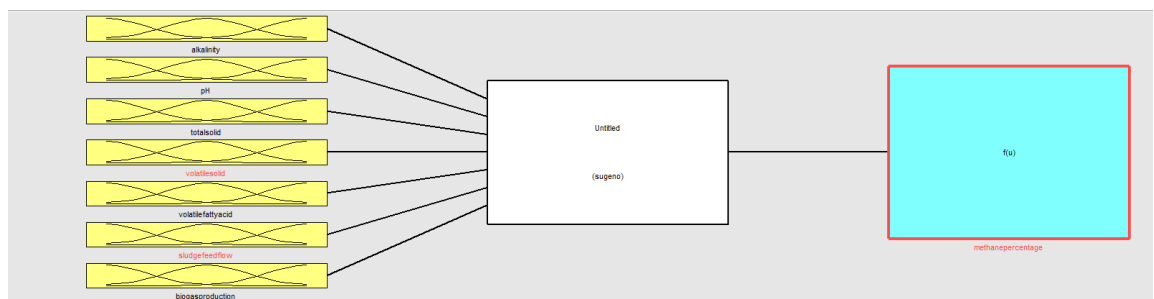 alkalinity
pH
totalsolid
volatilesolid
volatilefattyacid
sludgefeedflow
biogasproduction
Untitled
(sugeno)
f(u)
methanepercentage